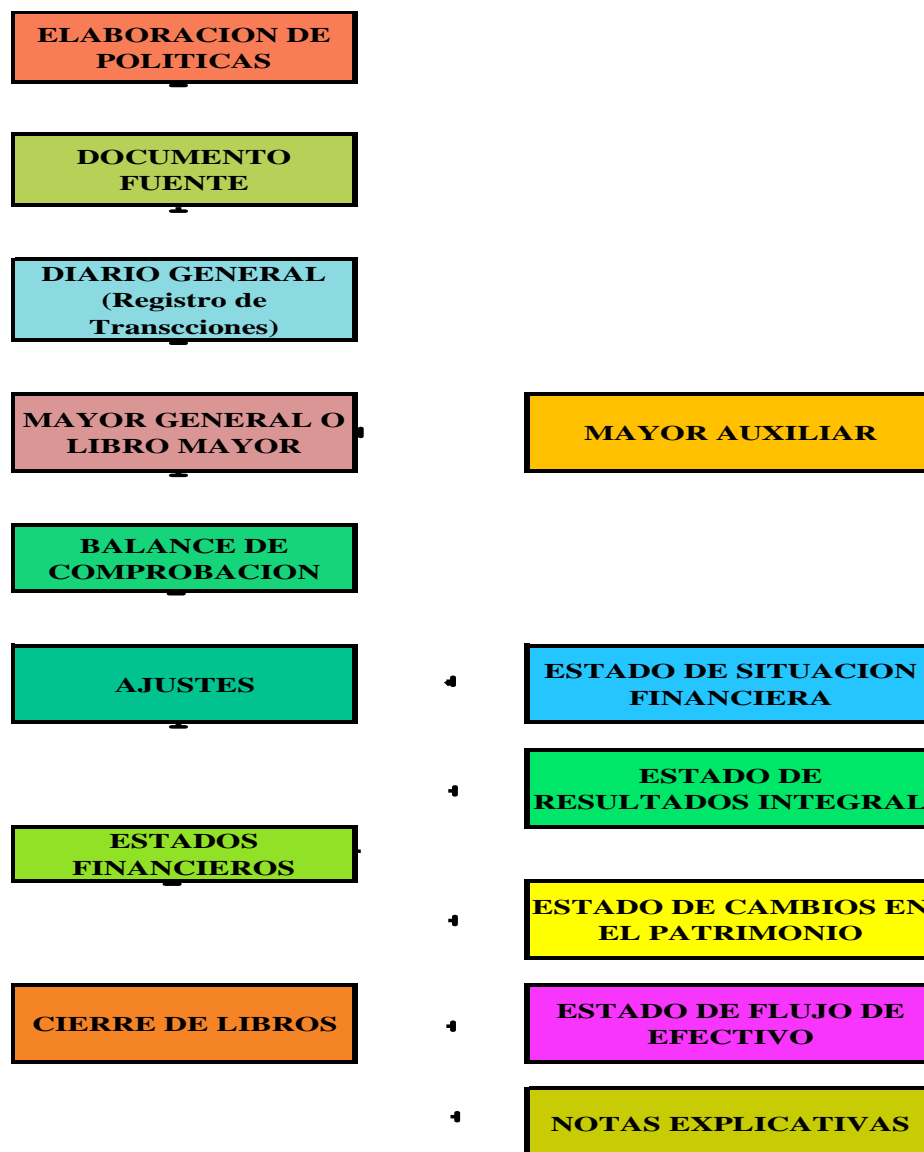 ELABORACION DE
POLITICAS
DOCUMENTO
FUENTE
DIARIO GENERAL
(Registro de
Transcciones)
MAYOR GENERAL O
LIBRO MAYOR
MAYOR AUXILIAR
BALANCE DE
COMPROBACION
AJUSTES
ESTADO DE SITUACION
FINANCIERA
ESTADO DE
RESULTADOS INTEGRAL
ESTADOS
FINANCIEROS
ESTADO DE CAMBIOS EN
EL PATRIMONIO
CIERRE DE LIBROS
ESTADO DE FLUJO DE
EFECTIVO
NOTAS EXPLICATIVAS